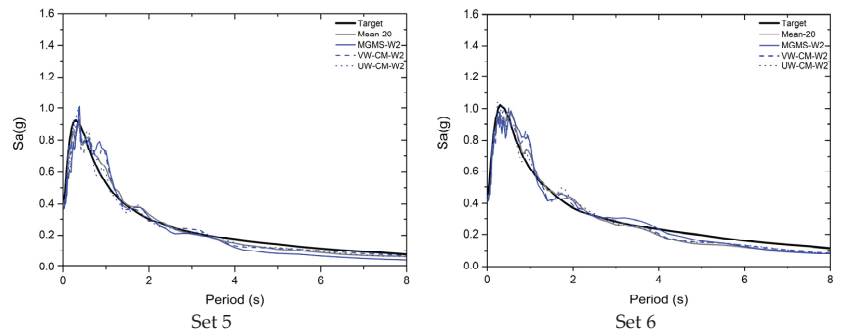 1.6
1.4
1.2
1.0
0.8
0.6
0.4
0.2
0.0
Sa(g)
Target
Mean-20
MGMS-W2
VW-CM-W2
UW-CM-W2
0
2
4
6
8
Period (s)
Set 5
1.6
1.4
1.2
1.0
0.8
0.6
0.4
0.2
0.0
Sa(g)
Target
Mean-20
MGMS-W2
VW-CM-W2
UW-CM-W2
0
2
4
6
8
Period (s)
Set 6